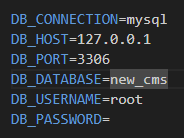 DB_CONNECTION=mysql
DB_HOST=127.0.0.1
DB_PORT=3306
DB_DATABASE=new_cms
DB_USERNAME=root
DB_PASSWORD=